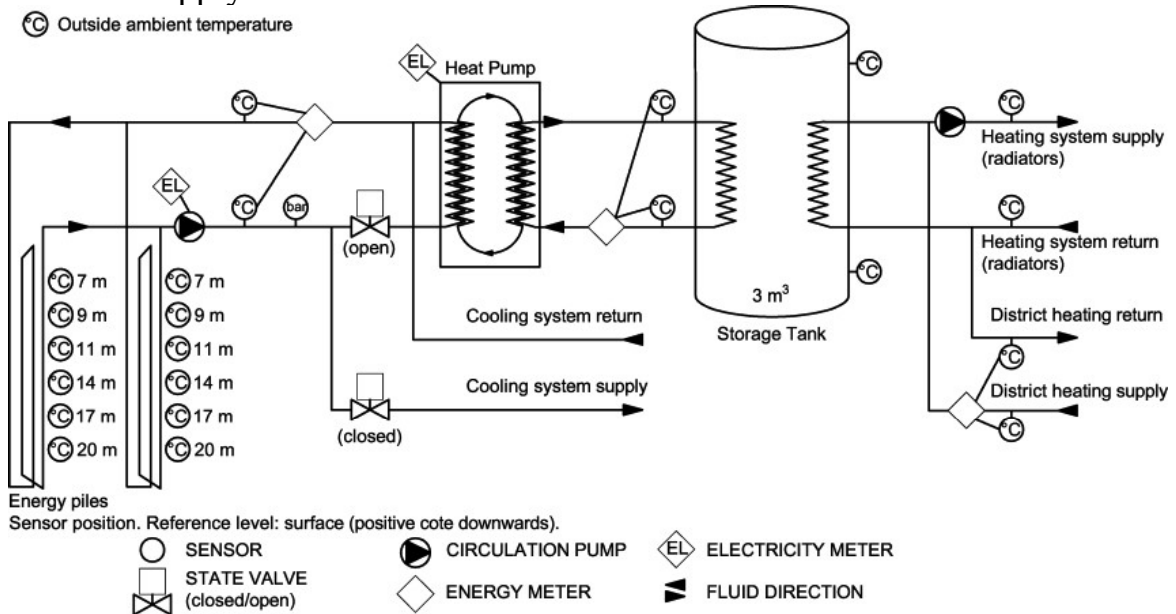 °C Outside ambient temperature
EL
Heat Pump
°C
°C
°C
°C
°C
EL
°C
bar
°C
Heating system supply
(radiators)
°C
(open)
Heating system return
(radiators)
°C 7 m
°C 7 m
°C
°C 9 m
°C 9 m
3 m³
Cooling system return
District heating return
Storage Tank
°C 11 m
°C 11 m
°C
°C 14 m
°C 14 m
Cooling system supply
District heating supply
°C 17 m
°C 17 m
(closed)
°C
°C 20 m
°C 20 m
Energy piles
Sensor position. Reference level: surface (positive cote downwards).
SENSOR
CIRCULATION PUMP
EL ELECTRICITY METER
STATE VALVE
(closed/open)
ENERGY METER
FLUID DIRECTION